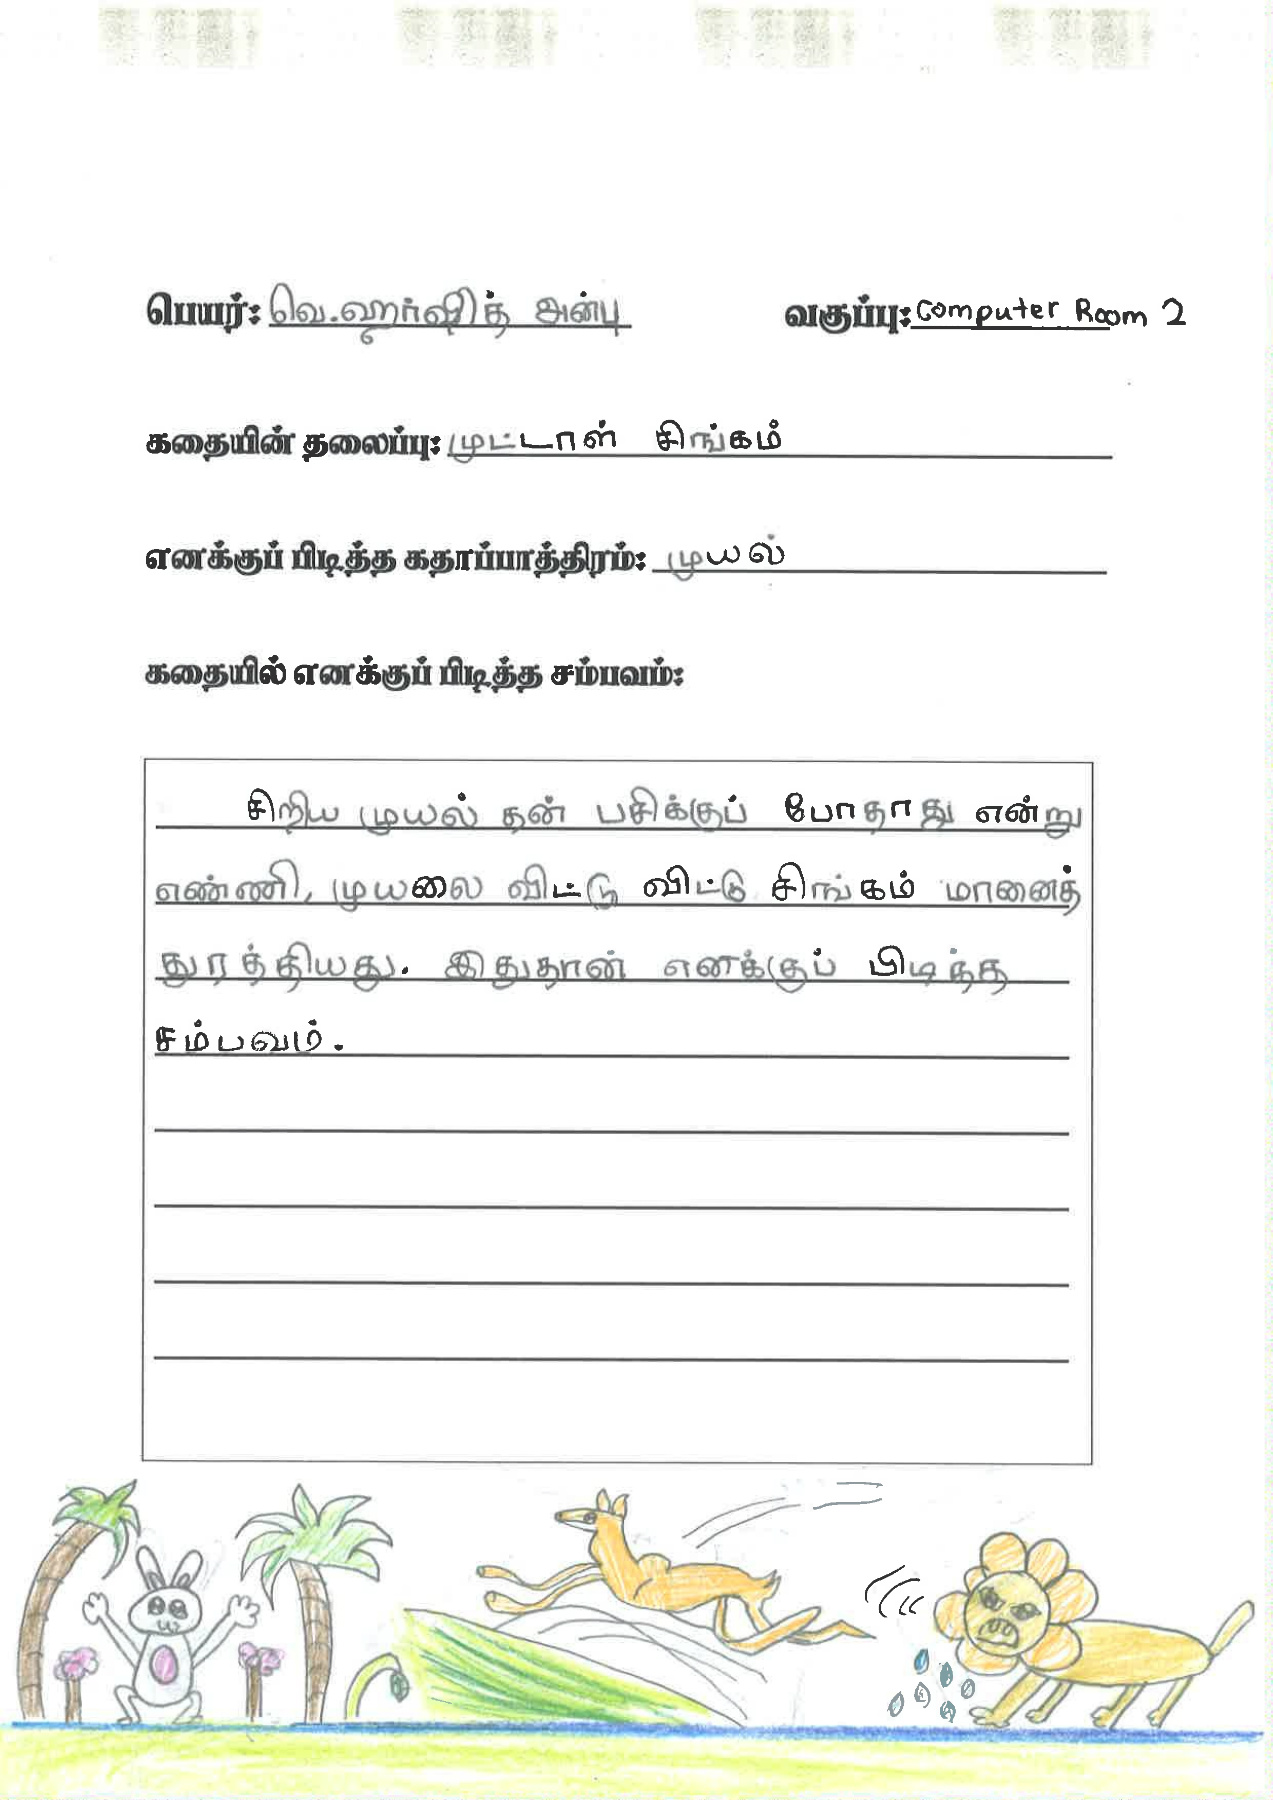 பெயர்: வெ.ஹர்ஷித் அன்பு வகுப்பு: Computer Room 2
கதையின் தலைப்பு: முட்டாள் சிங்கம்
எனக்குப் பிடித்த கதாப்பாத்திரம்: முயல்
கதையில் எனக்குப் பிடித்த சம்பவம்:
சிறிய முயல் தன் பசிக்குப் போதாது என்று
எண்ணி, முயலை விட்டு விட்டு சிங்கம் மானைத்
துரத்தியது. இதுதான் எனக்குப் பிடித்த
சம்பவம்.